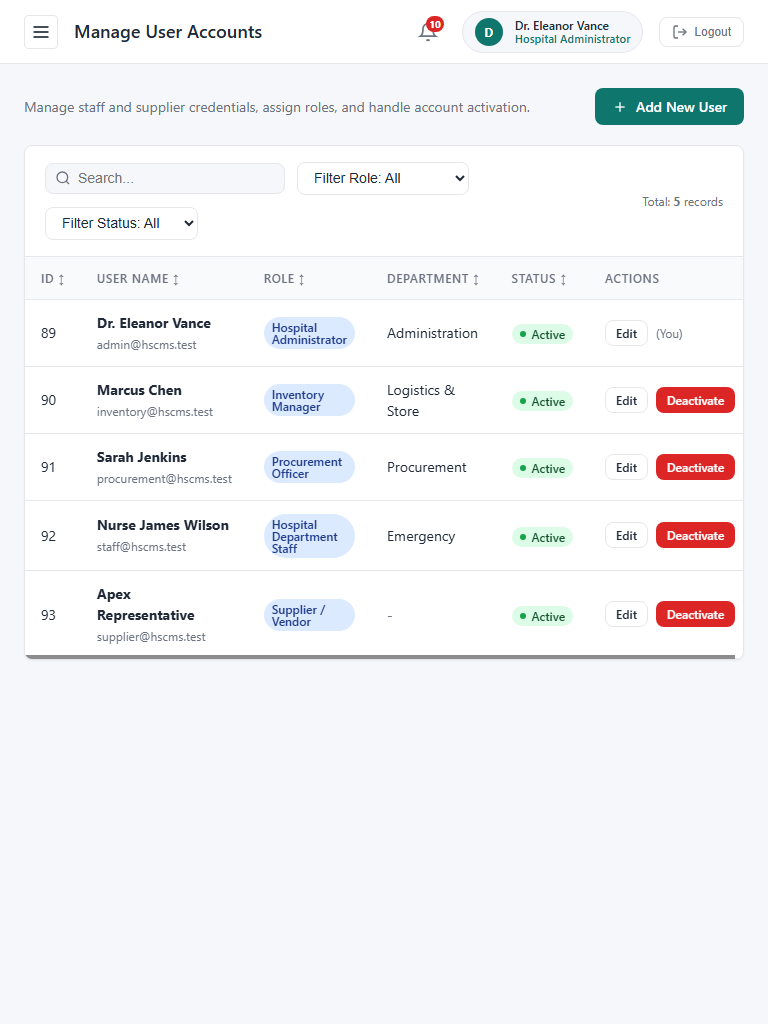 Manage User Accounts
10
D
Dr. Eleanor Vance
Hospital Administrator
Logout
Manage staff and supplier credentials, assign roles, and handle account activation.
+ Add New User
Search...
Filter Role: All
Filter Status: All
Total: 5 records
ID ↕ USER NAME ↕ ROLE ↕ DEPARTMENT ↕ STATUS ↕ ACTIONS
89
Dr. Eleanor Vance
admin@hscms.test
Hospital
Administrator
Administration
Active
Edit
(You)
90
Marcus Chen
inventory@hscms.test
Inventory
Manager
Logistics &
Store
Active
Edit
Deactivate
91
Sarah Jenkins
procurement@hscms.test
Procurement
Officer
Procurement
Active
Edit
Deactivate
92
Nurse James Wilson
staff@hscms.test
Hospital
Department
Staff
Emergency
Active
Edit
Deactivate
93
Apex
Representative
supplier@hscms.test
Supplier /
Vendor
-
Active
Edit
Deactivate